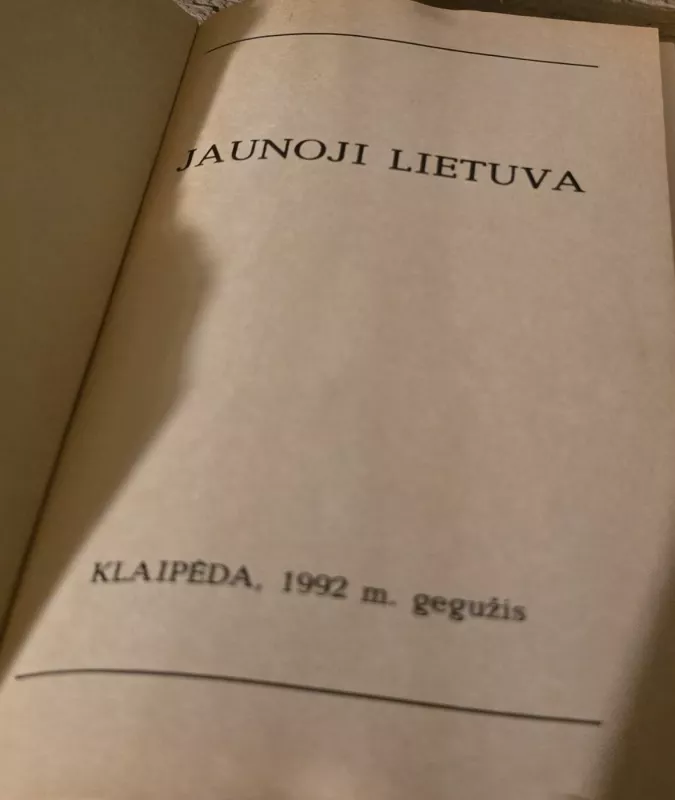 JAUNOJI LIETUVA
KLAIPĖDA, 1992 m. gegužis